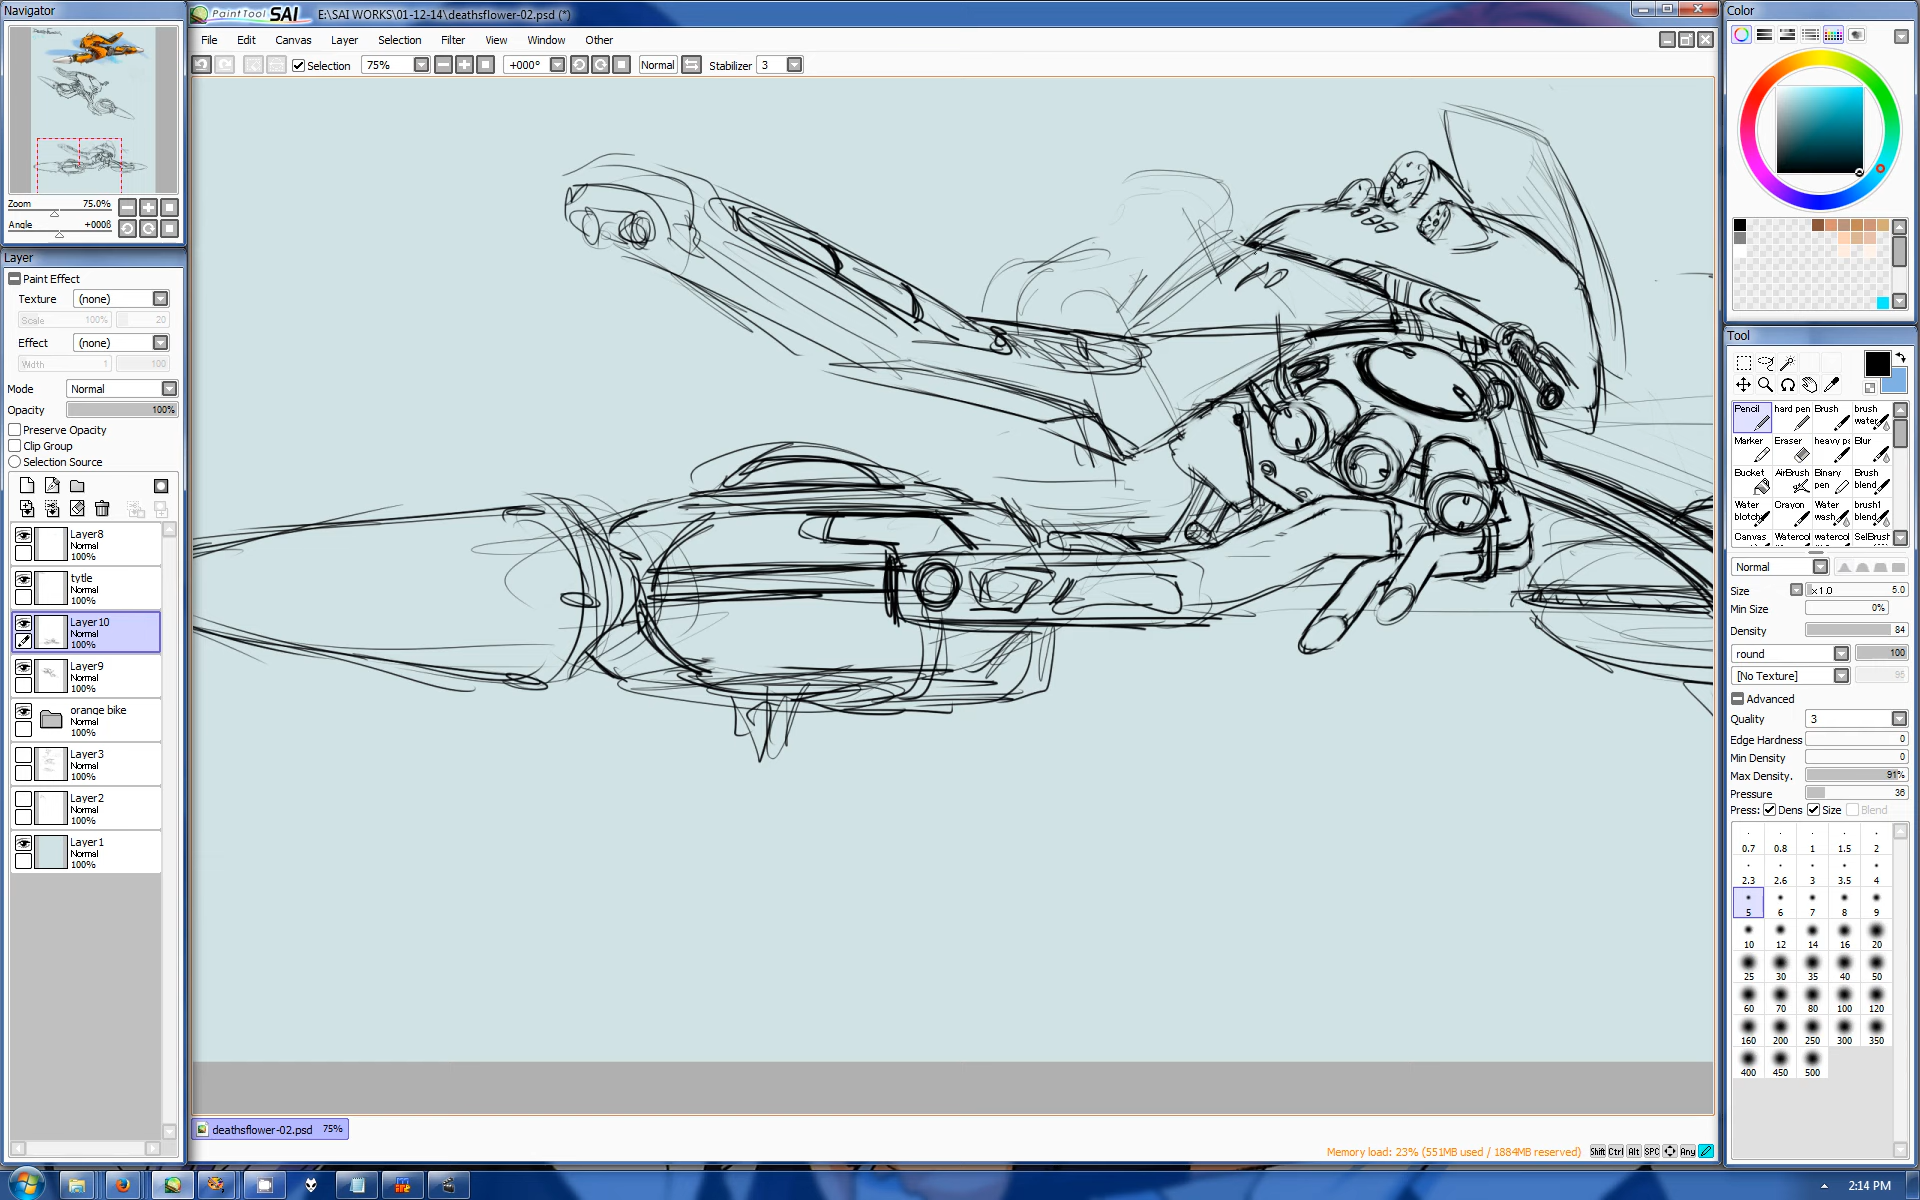 Navigator
Zoom 75.0%
Angle +000ß
Layer
Paint Effect
Texture (none)
Scale 100% 20
Effect (none)
Width 1 100
Mode Normal
Opacity 100%
Preserve Opacity
Clip Group
Selection Source
Layer8
Normal
100%
tytle
Normal
100%
Layer10
Normal
100%
Layer9
Normal
100%
orange bike
Normal
100%
Layer3
Normal
100%
Layer2
Normal
100%
Layer1
Normal
100%
PaintTool SAI E:\SAI WORKS\01-12-14\deathsflower-02.psd (*)
File Edit Canvas Layer Selection Filter View Window Other
Selection 75% +000° Normal Stabilizer 3
deathsflower-02.psd 75%
Memory load: 23% (551MB used / 1884MB reserved) Shift Ctrl Alt SPC Any
Color
Tool
Pencil hard pen Brush brush water
Marker Eraser heavy p Blur
Bucket AirBrush Binary pen Brush blend
Water blotch Crayon Water wash brush1 blend
Canvas Watercol Watercol SelBrush
Normal
Size x1.0 5.0
Min Size 0%
Density 84
round 100
[No Texture] 95
Advanced
Quality 3
Edge Hardness 0
Min Density 0
Max Density. 91%
Pressure 36
Press: Dens Size Blend
0.7 0.8 1 1.5 2
2.3 2.6 3 3.5 4
5 6 7 8 9
10 12 14 16 20
25 30 35 40 50
60 70 80 100 120
160 200 250 300 350
400 450 500
2:14 PM